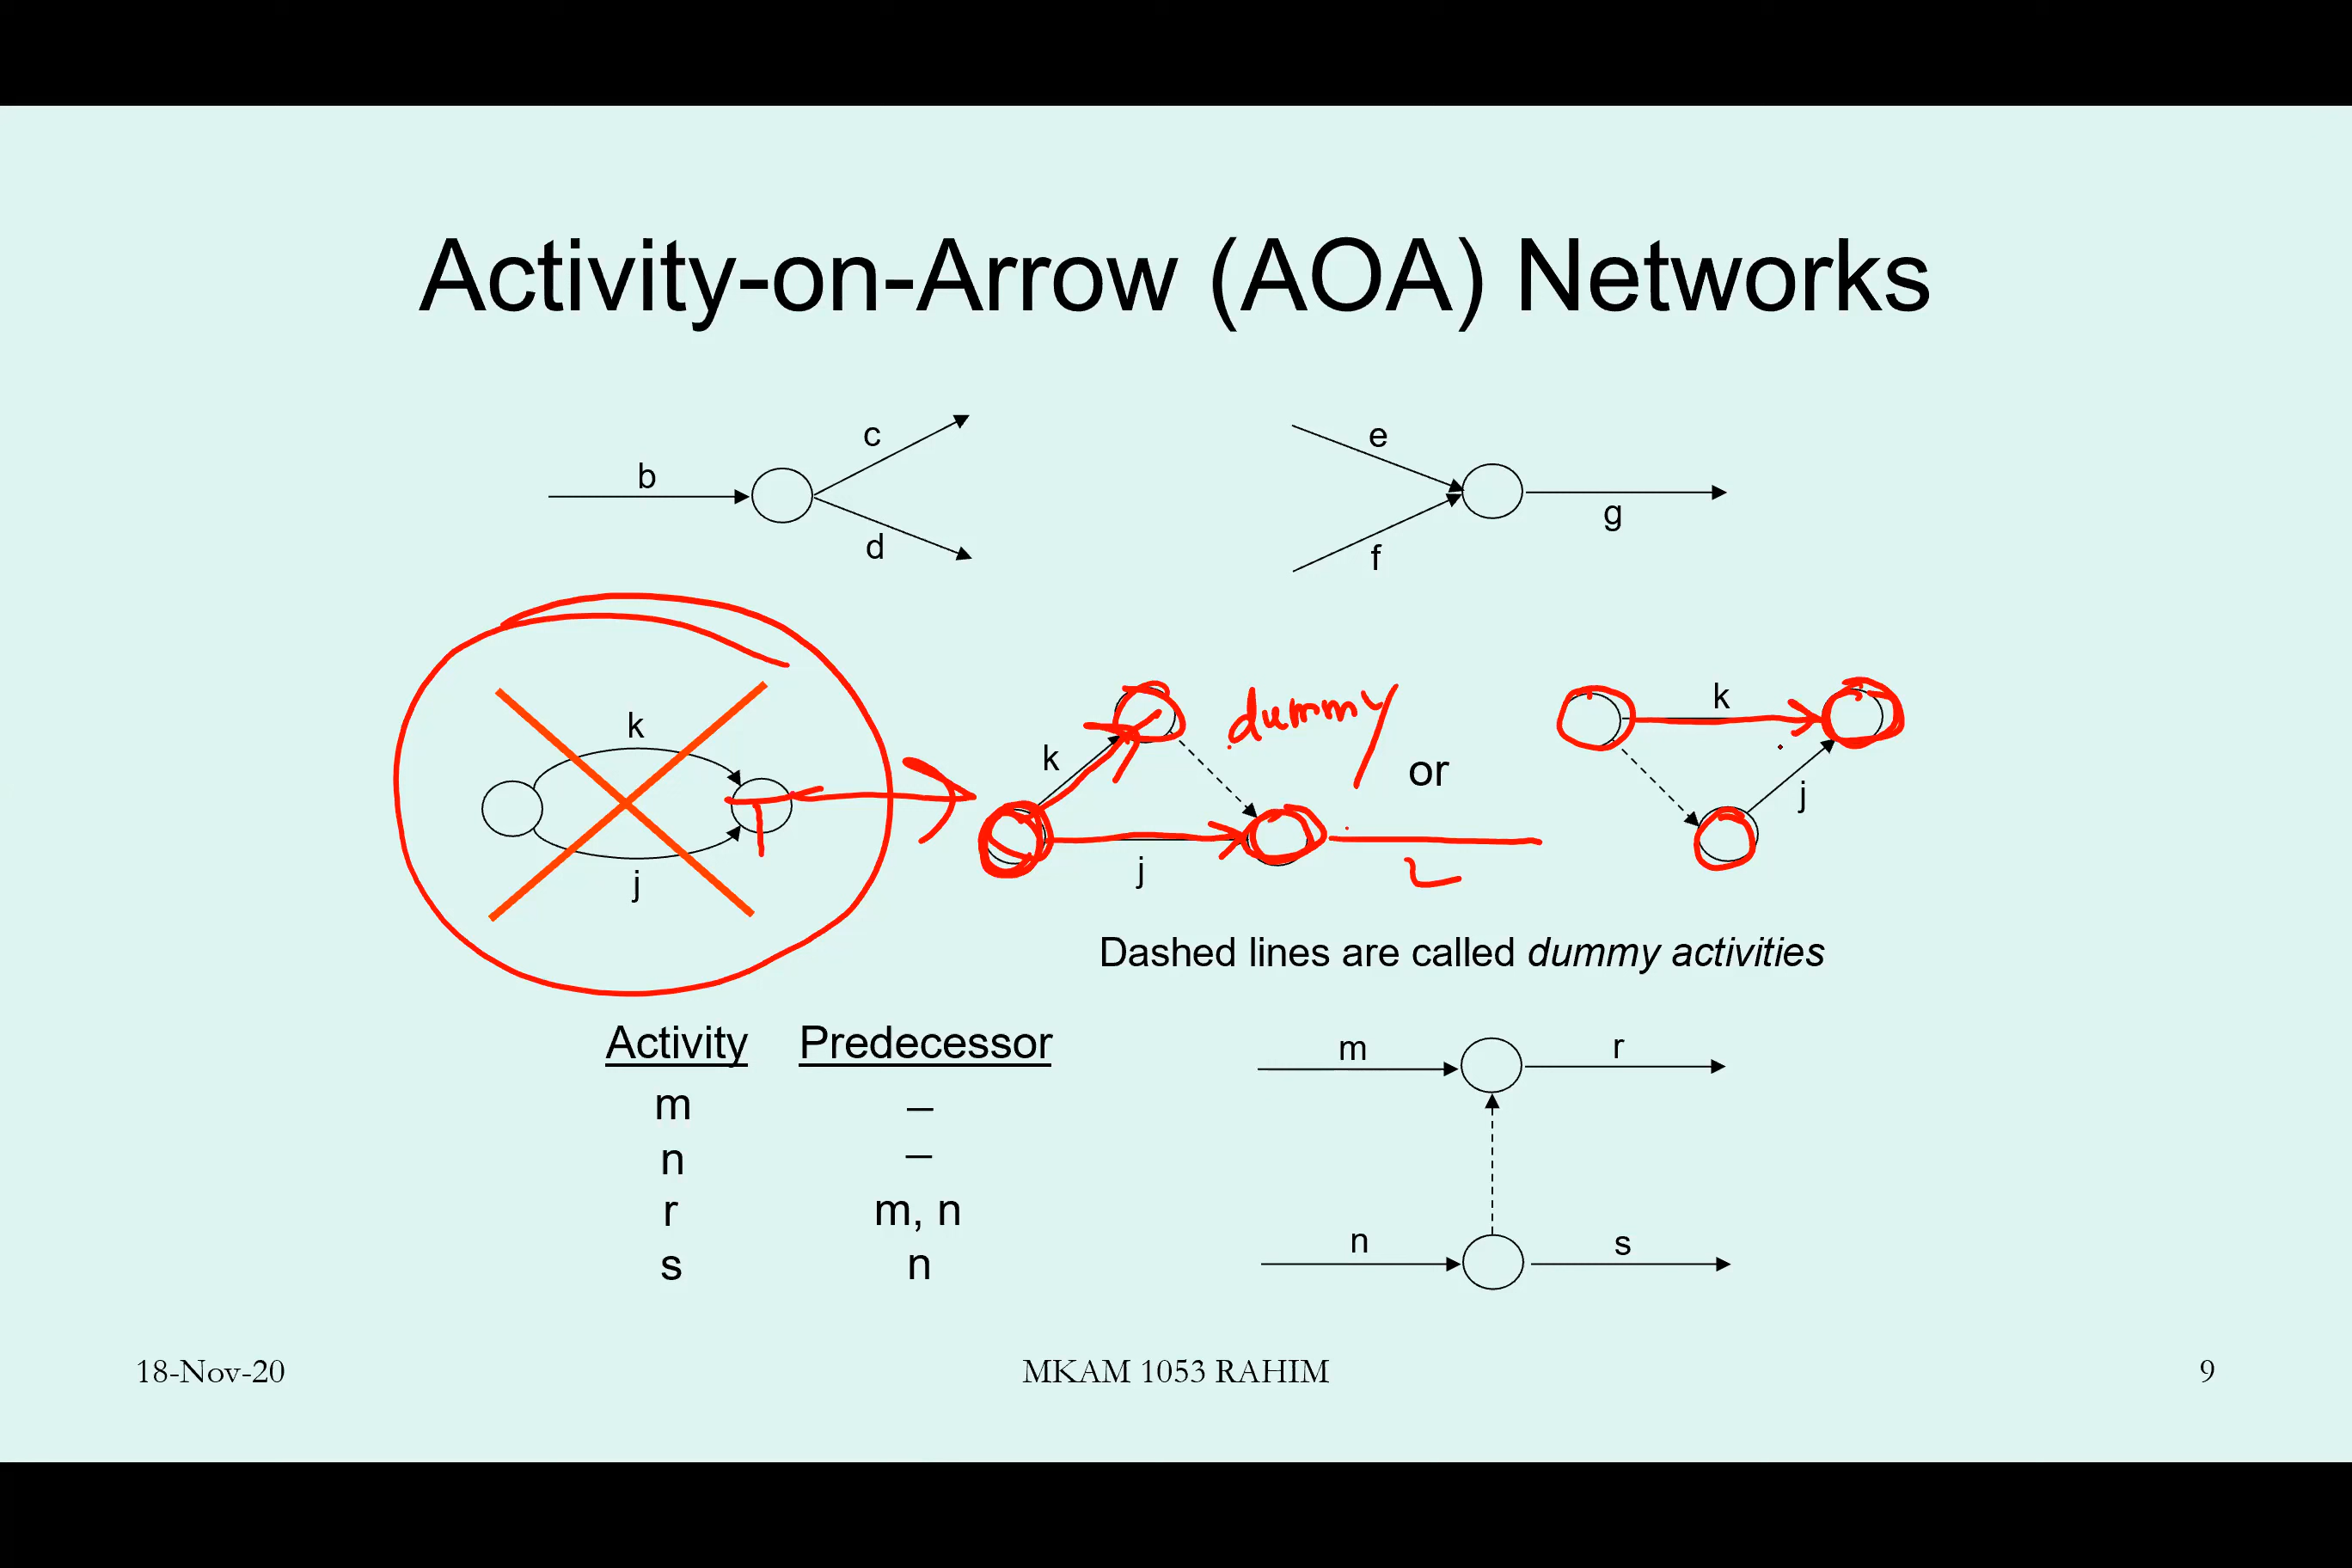 Activity-on-Arrow (AOA) Networks
b
c
d
e
f
g
k
j
k
j
dummy
or
k
j
Dashed lines are called dummy activities
Activity Predecessor
m –
n –
r m, n
s n
m
r
n
s
18-Nov-20
MKAM 1053 RAHIM
9